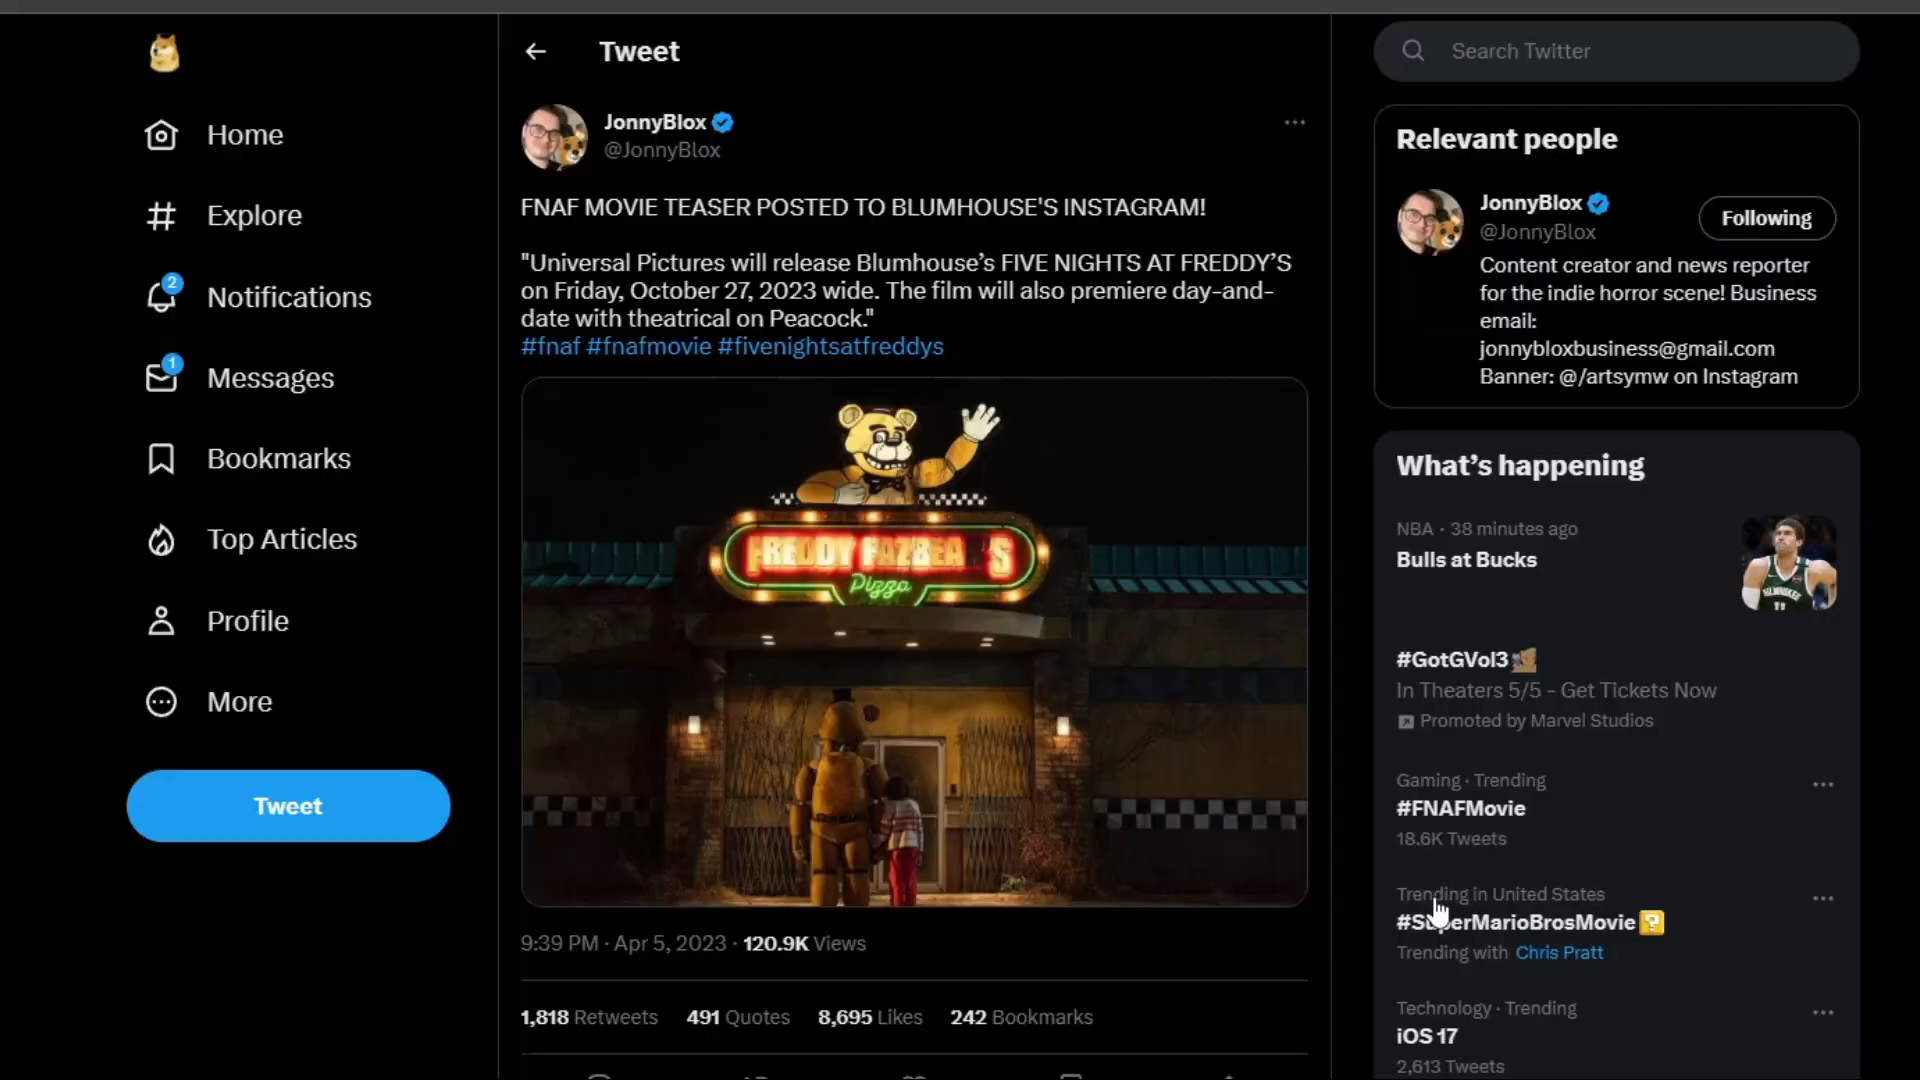 Home
Explore
2
Notifications
1
Messages
Bookmarks
Top Articles
Profile
More
Tweet
Tweet
JonnyBlox
@JonnyBlox
FNAF MOVIE TEASER POSTED TO BLUMHOUSE'S INSTAGRAM!
"Universal Pictures will release Blumhouse’s FIVE NIGHTS AT FREDDY’S
on Friday, October 27, 2023 wide. The film will also premiere day-and-
date with theatrical on Peacock."
#fnaf #fnafmovie #fivenightsatfreddys
FREDDY FAZBEA S
Pizza
9:39 PM · Apr 5, 2023 · 120.9K Views
1,818 Retweets 491 Quotes 8,695 Likes 242 Bookmarks
Search Twitter
Relevant people
JonnyBlox
@JonnyBlox
Following
Content creator and news reporter
for the indie horror scene! Business
email:
jonnybloxbusiness@gmail.com
Banner: @/artsymw on Instagram
What’s happening
NBA · 38 minutes ago
Bulls at Bucks
#GotGVol3
In Theaters 5/5 - Get Tickets Now
Promoted by Marvel Studios
Gaming · Trending
#FNAFMovie
18.6K Tweets
Trending in United States
#SuperMarioBrosMovie
Trending with Chris Pratt
Technology · Trending
iOS 17
2,613 Tweets